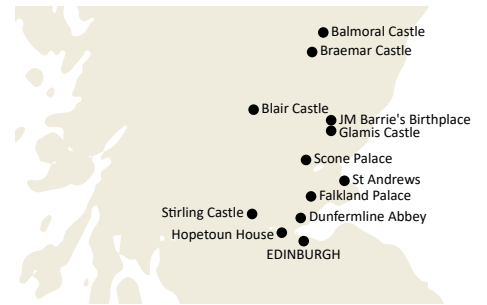 Balmoral Castle
Braemar Castle
Blair Castle
JM Barrie's Birthplace
Glamis Castle
Scone Palace
St Andrews
Falkland Palace
Stirling Castle
Dunfermline Abbey
Hopetoun House
EDINBURGH